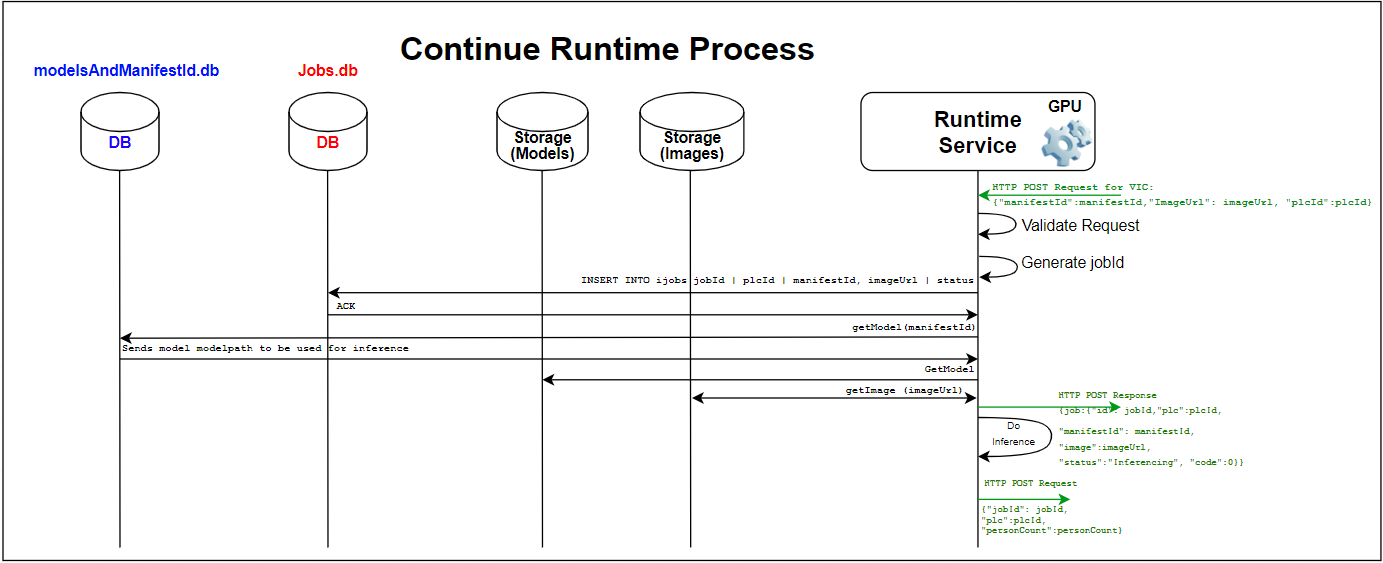 Continue Runtime Process
modelsAndManifestId.db
Jobs.db
DB
DB
Storage
(Models)
Storage
(Images)
GPU
Runtime
Service
HTTP POST Request for VIC:
{"manifestId":manifestId,"ImageUrl": imageUrl, "plcId":plcId}
Validate Request
Generate jobId
INSERT INTO ijobs jobId | plcId | manifestId, imageUrl | status
ACK
getModel(manifestId)
Sends model modelpath to be used for inference
GetModel
getImage (imageUrl)
HTTP POST Response
{job:{"id": jobId,"plc":plcId,
"manifestId": manifestId,
"image":imageUrl,
"status":"Inferencing", "code":0}}
Do
Inference
HTTP POST Request
{"jobId": jobId,
"plc":plcId,
"personCount":personCount}